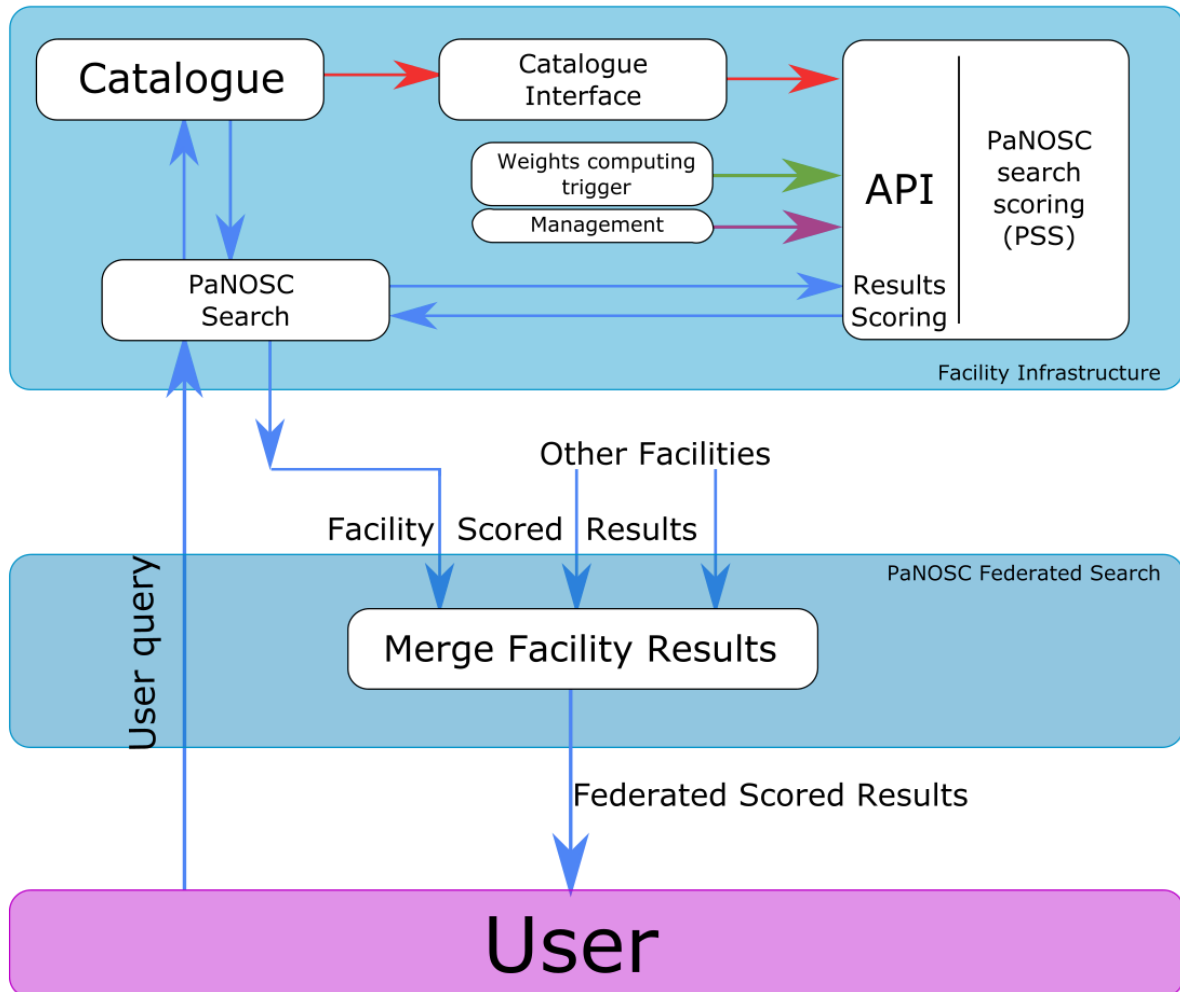 Catalogue
Catalogue
Interface
Weights computing
trigger
Management
API
PaNOSC
search
scoring
(PSS)
PaNOSC
Search
Results
Scoring
Facility Infrastructure
Other Facilities
Facility Scored Results
User query
PaNOSC Federated Search
Merge Facility Results
Federated Scored Results
User